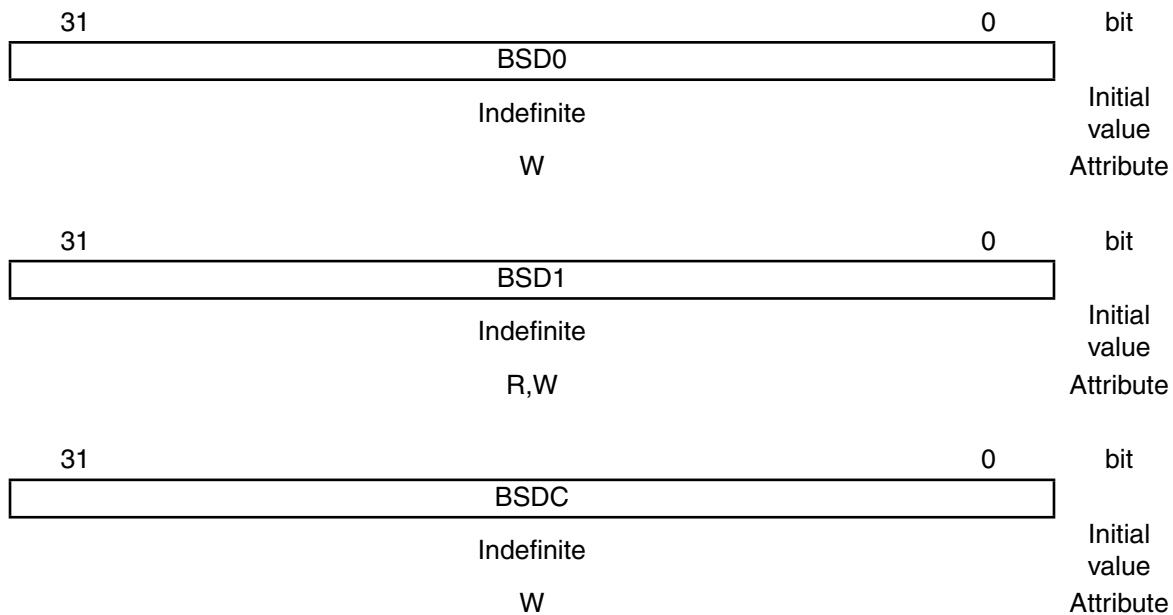 31 0 bit
BSD0
Indefinite Initial value
W Attribute
31 0 bit
BSD1
Indefinite Initial value
R,W Attribute
31 0 bit
BSDC
Indefinite Initial value
W Attribute